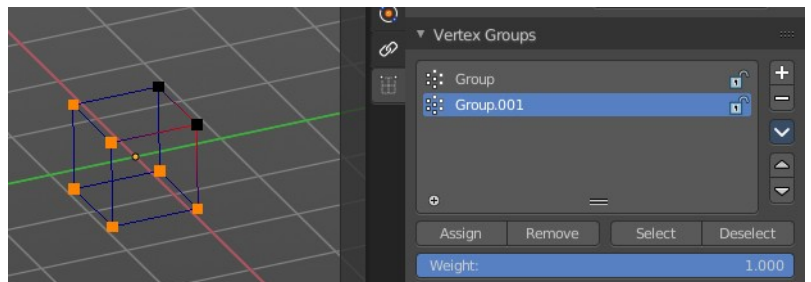 Vertex Groups
Group
Group.001
Assign Remove Select Deselect
Weight: 1.000